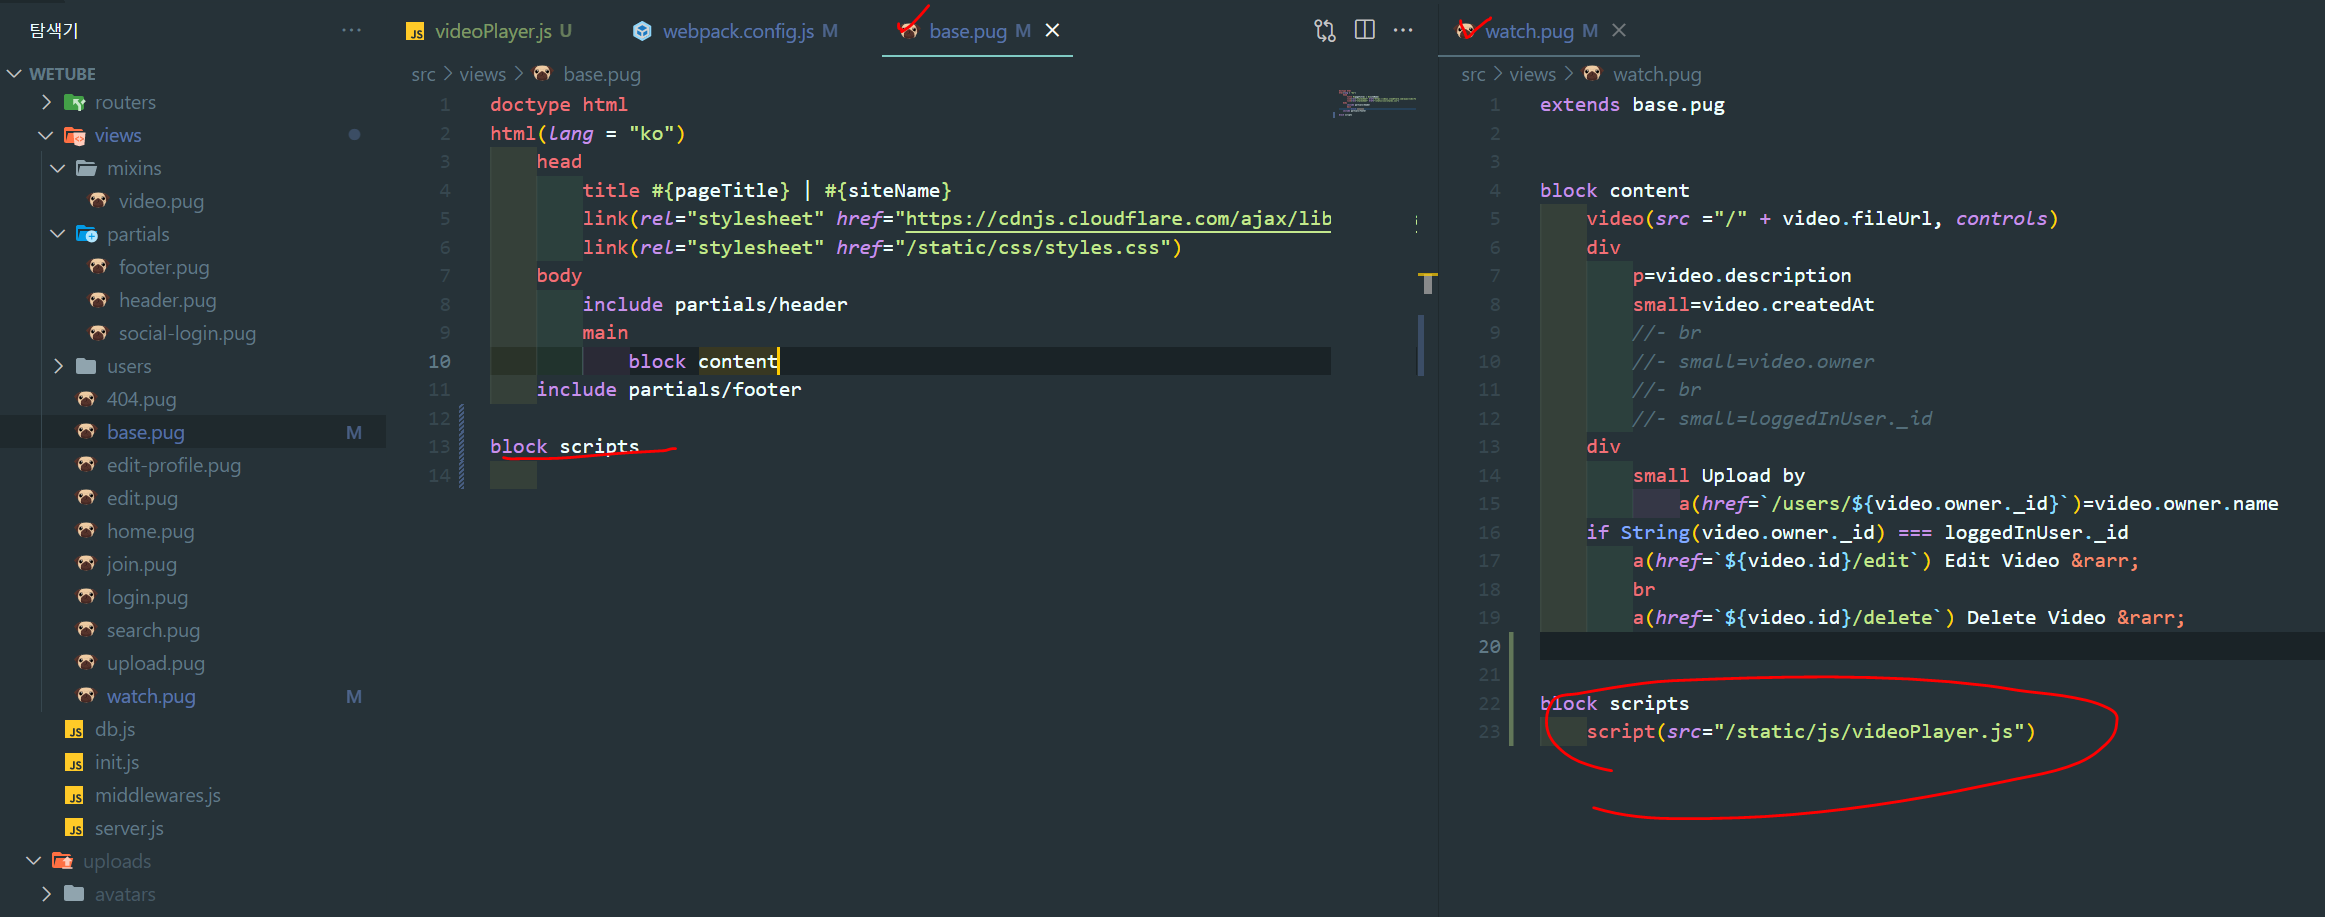 탐색기 ...
WETUBE
routers
views
mixins
video.pug
partials
footer.pug
header.pug
social-login.pug
users
404.pug
base.pug M
edit-profile.pug
edit.pug
home.pug
join.pug
login.pug
search.pug
upload.pug
watch.pug M
db.js
init.js
middlewares.js
server.js
uploads
avatars
JS videoPlayer.js U
webpack.config.js M
base.pug M
src > views > base.pug
1 doctype html
2 html(lang = "ko")
3 head
4 title #{pageTitle} | #{siteName}
5 link(rel="stylesheet" href="https://cdnjs.cloudflare.com/ajax/lib
6 link(rel="stylesheet" href="/static/css/styles.css")
7 body
8 include partials/header
9 main
10 block content
11 include partials/footer
12
13 block scripts
14
watch.pug M
src > views > watch.pug
1 extends base.pug
2
3
4 block content
5 video(src ="/" + video.fileUrl, controls)
6 div
7 p=video.description
8 small=video.createdAt
9 //- br
10 //- small=video.owner
11 //- br
12 //- small=loggedInUser._id
13 div
14 small Upload by
15 a(href=`/users/${video.owner._id}`)=video.owner.name
16 if String(video.owner._id) === loggedInUser._id
17 a(href=`${video.id}/edit`) Edit Video &rarr;
18 br
19 a(href=`${video.id}/delete`) Delete Video &rarr;
20
21
22 block scripts
23 script(src="/static/js/videoPlayer.js")